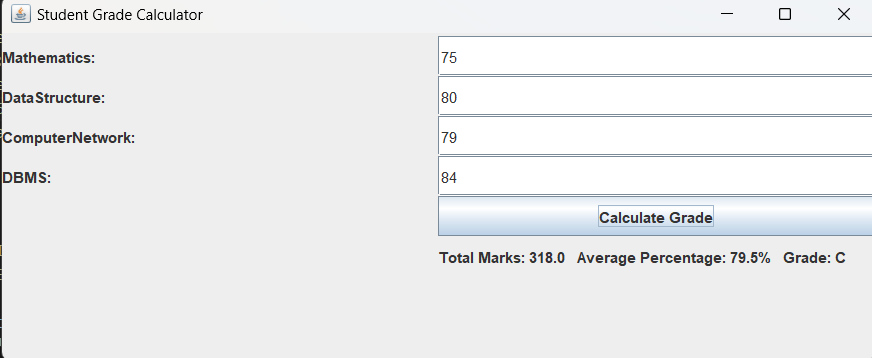 Student Grade Calculator
Mathematics: 75
DataStructure: 80
ComputerNetwork: 79
DBMS: 84
Calculate Grade
Total Marks: 318.0 Average Percentage: 79.5% Grade: C